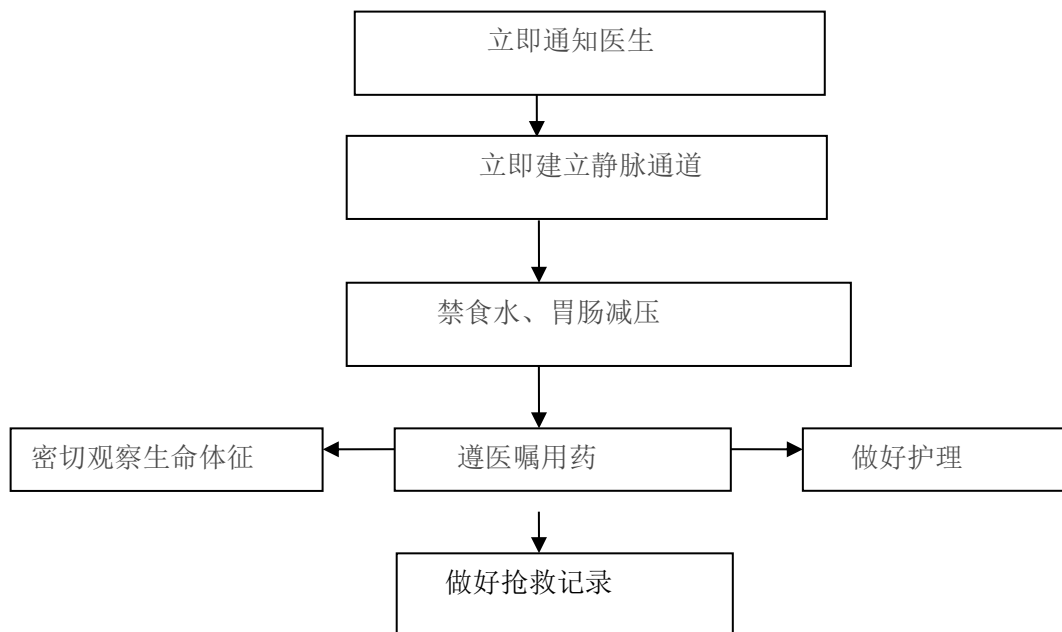 立即通知医生
立即建立静脉通道
禁食水、胃肠减压
密切观察生命体征
遵医嘱用药
做好护理
做好抢救记录